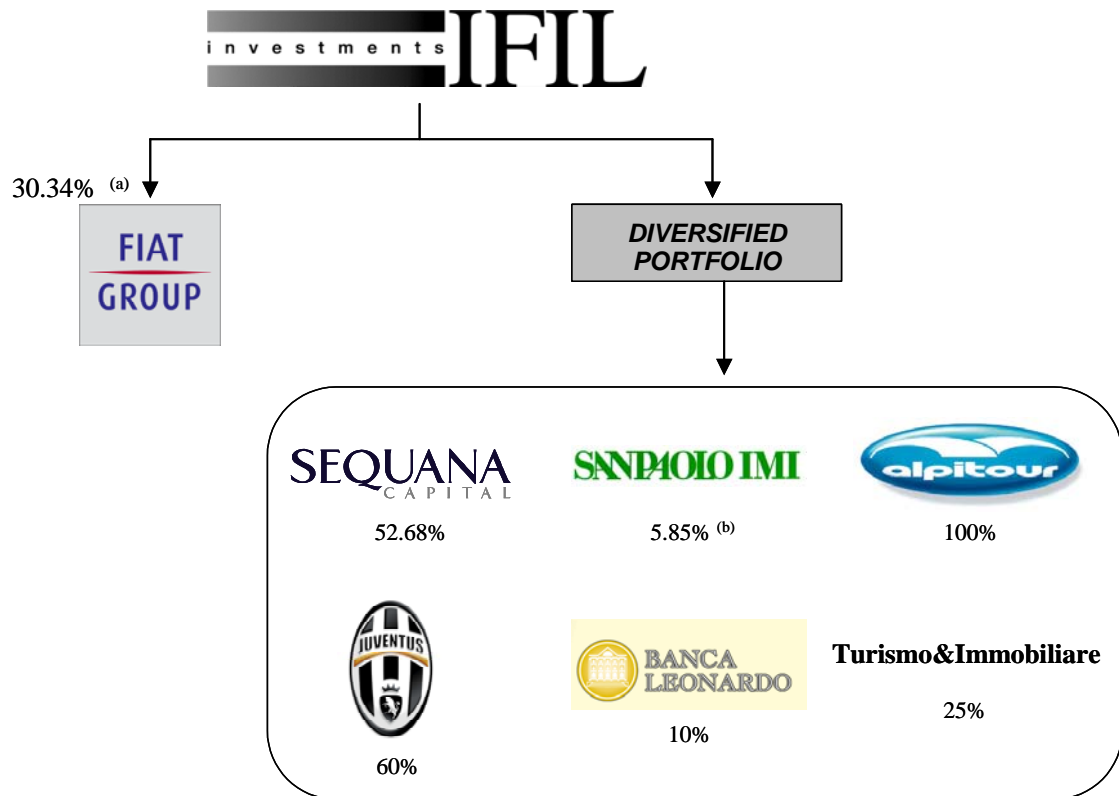 investments IFIL
30.34% (a)
FIAT
GROUP
DIVERSIFIED
PORTFOLIO
SEQUANA
CAPITAL
52.68%
SANPAOLO IMI
5.85% (b)
alpitour
100%
JUVENTUS
60%
BANCA
LEONARDO
10%
Turismo&Immobiliare
25%